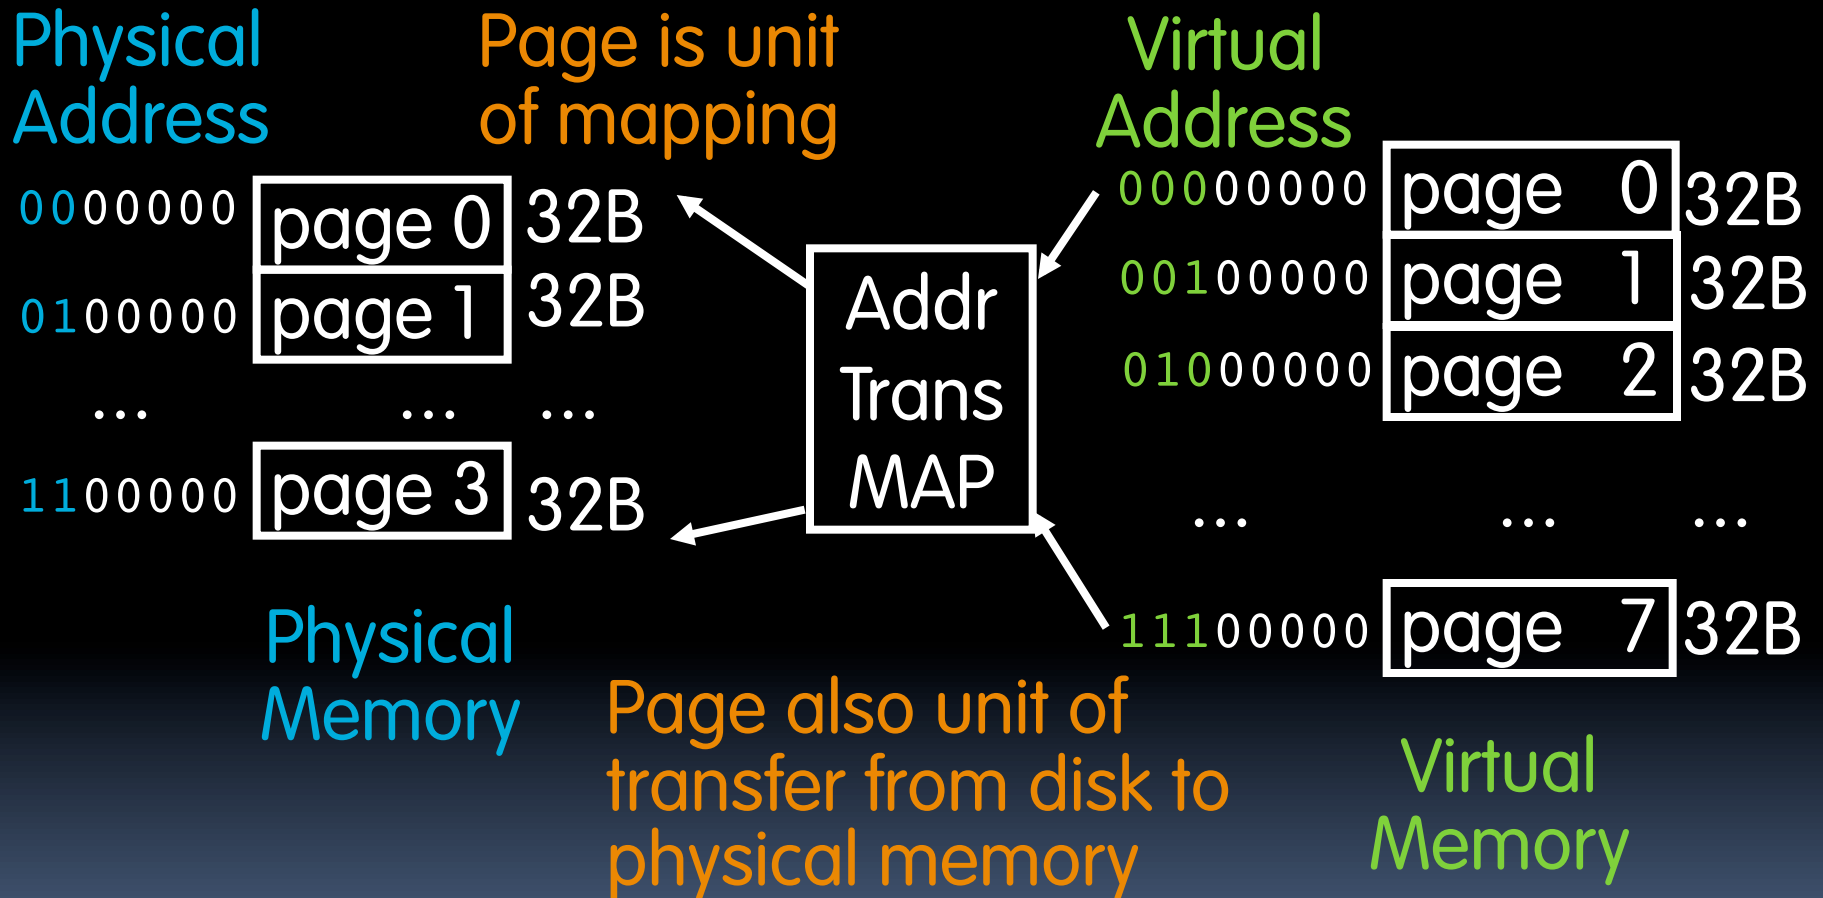 Physical
Address
Page is unit
of mapping
Virtual
Address
0000000 page 0 32B
0100000 page 1 32B
... ... ...
1100000 page 3 32B
Physical
Memory
Addr
Trans
MAP
00000000 page 0 32B
00100000 page 1 32B
01000000 page 2 32B
... ... ...
11100000 page 7 32B
Page also unit of
transfer from disk to
physical memory
Virtual
Memory